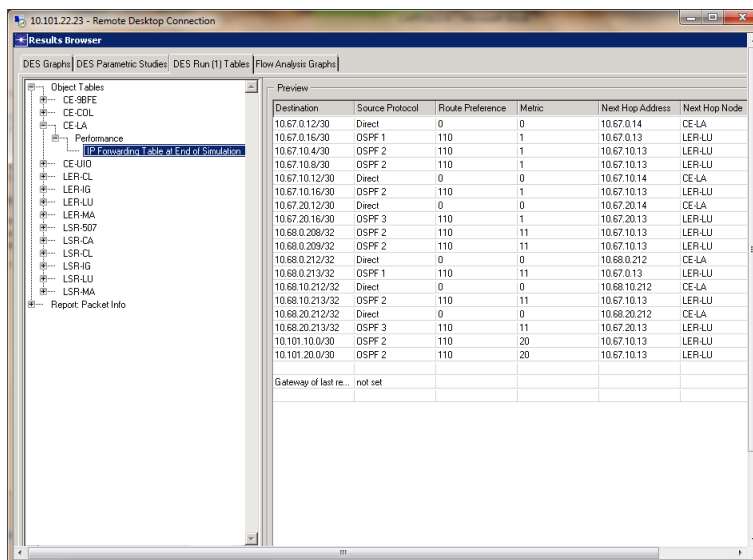 10.101.22.23 - Remote Desktop Connection
Results Browser
DES Graphs DES Parametric Studies DES Run (1) Tables Flow Analysis Graphs
Object Tables
CE-9BFE
CE-COL
CE-LA
Performance
IP Forwarding Table at End of Simulation
CE-UIO
LER-CL
LER-IG
LER-LU
LER-MA
LSR-507
LSR-CA
LSR-CL
LSR-IG
LSR-LU
LSR-MA
Report: Packet Info
Preview
Destination Source Protocol Route Preference Metric Next Hop Address Next Hop Node
10.67.0.12/30 Direct 0 0 10.67.0.14 CE-LA
10.67.0.16/30 OSPF 1 110 1 10.67.0.13 LER-LU
10.67.10.4/30 OSPF 2 110 1 10.67.10.13 LER-LU
10.67.10.8/30 OSPF 2 110 1 10.67.10.13 LER-LU
10.67.10.12/30 Direct 0 0 10.67.10.14 CE-LA
10.67.10.16/30 OSPF 2 110 1 10.67.10.13 LER-LU
10.67.20.12/30 Direct 0 0 10.67.20.14 CE-LA
10.67.20.16/30 OSPF 3 110 1 10.67.20.13 LER-LU
10.68.0.208/32 OSPF 2 110 11 10.67.10.13 LER-LU
10.68.0.209/32 OSPF 2 110 11 10.67.10.13 LER-LU
10.68.0.212/32 Direct 0 0 10.68.0.212 CE-LA
10.68.0.213/32 OSPF 1 110 11 10.67.0.13 LER-LU
10.68.10.212/32 Direct 0 0 10.68.10.212 CE-LA
10.68.10.213/32 OSPF 2 110 11 10.67.10.13 LER-LU
10.68.20.212/32 Direct 0 0 10.68.20.212 CE-LA
10.68.20.213/32 OSPF 3 110 11 10.67.20.13 LER-LU
10.101.10.0/30 OSPF 2 110 20 10.67.10.13 LER-LU
10.101.20.0/30 OSPF 2 110 20 10.67.10.13 LER-LU
Gateway of last re... not set